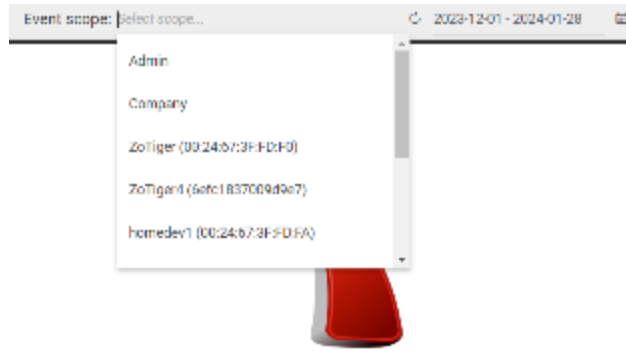 Event scope: Select scope... 2023-12-01 - 2024-01-28
Admin
Company
ZoTiger (00:24:67:3F:FD:F0)
ZoTiger4 (6efc1837009d9e7)
homedev1 (00:24:67:3F:FD:FA)